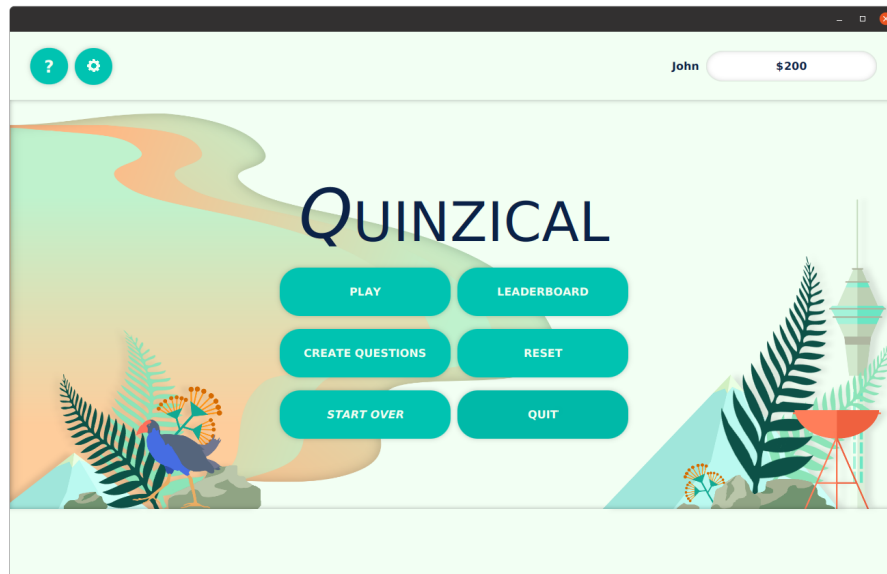 ?
John $200
QUINZICAL
PLAY LEADERBOARD
CREATE QUESTIONS RESET
START OVER QUIT